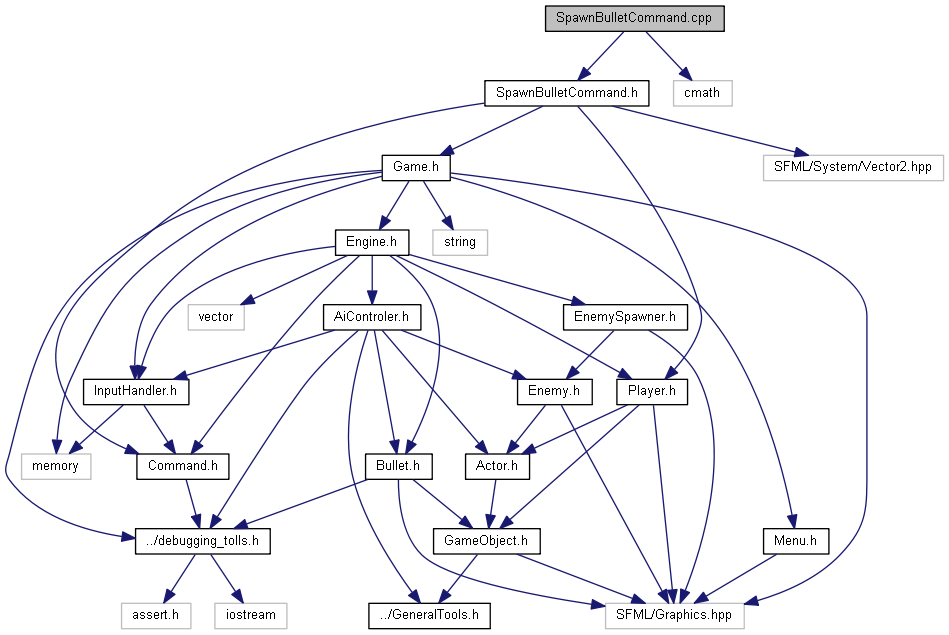 SpawnBulletCommand.cpp
SpawnBulletCommand.h
cmath
Game.h
SFML/System/Vector2.hpp
Engine.h
string
vector
AiControler.h
EnemySpawner.h
InputHandler.h
Enemy.h
Player.h
memory
Command.h
Bullet.h
Actor.h
../debugging_tolls.h
GameObject.h
Menu.h
assert.h
iostream
../GeneralTools.h
SFML/Graphics.hpp